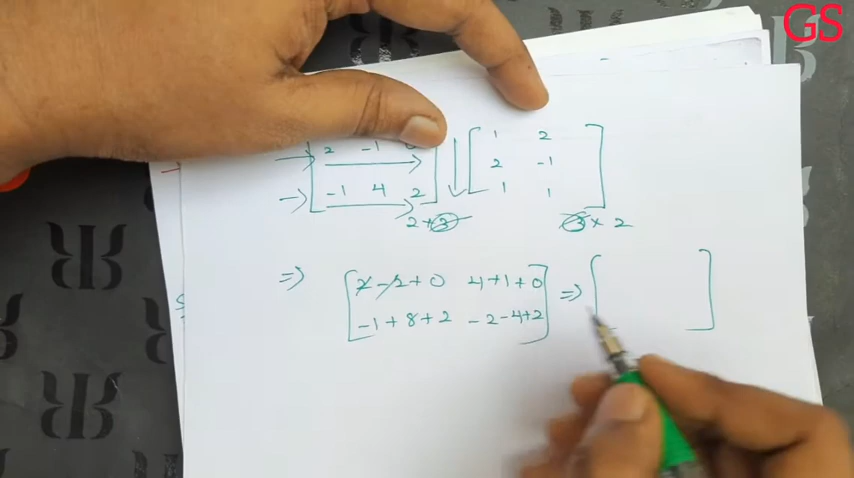 GS
2 -1 0 1 2
2 -1
-1 4 2 1 1
2 × 3 3 × 2
=> 2 - 2 + 0 4 + 1 + 0 =>
-1 + 8 + 2 - 2 - 4 + 2